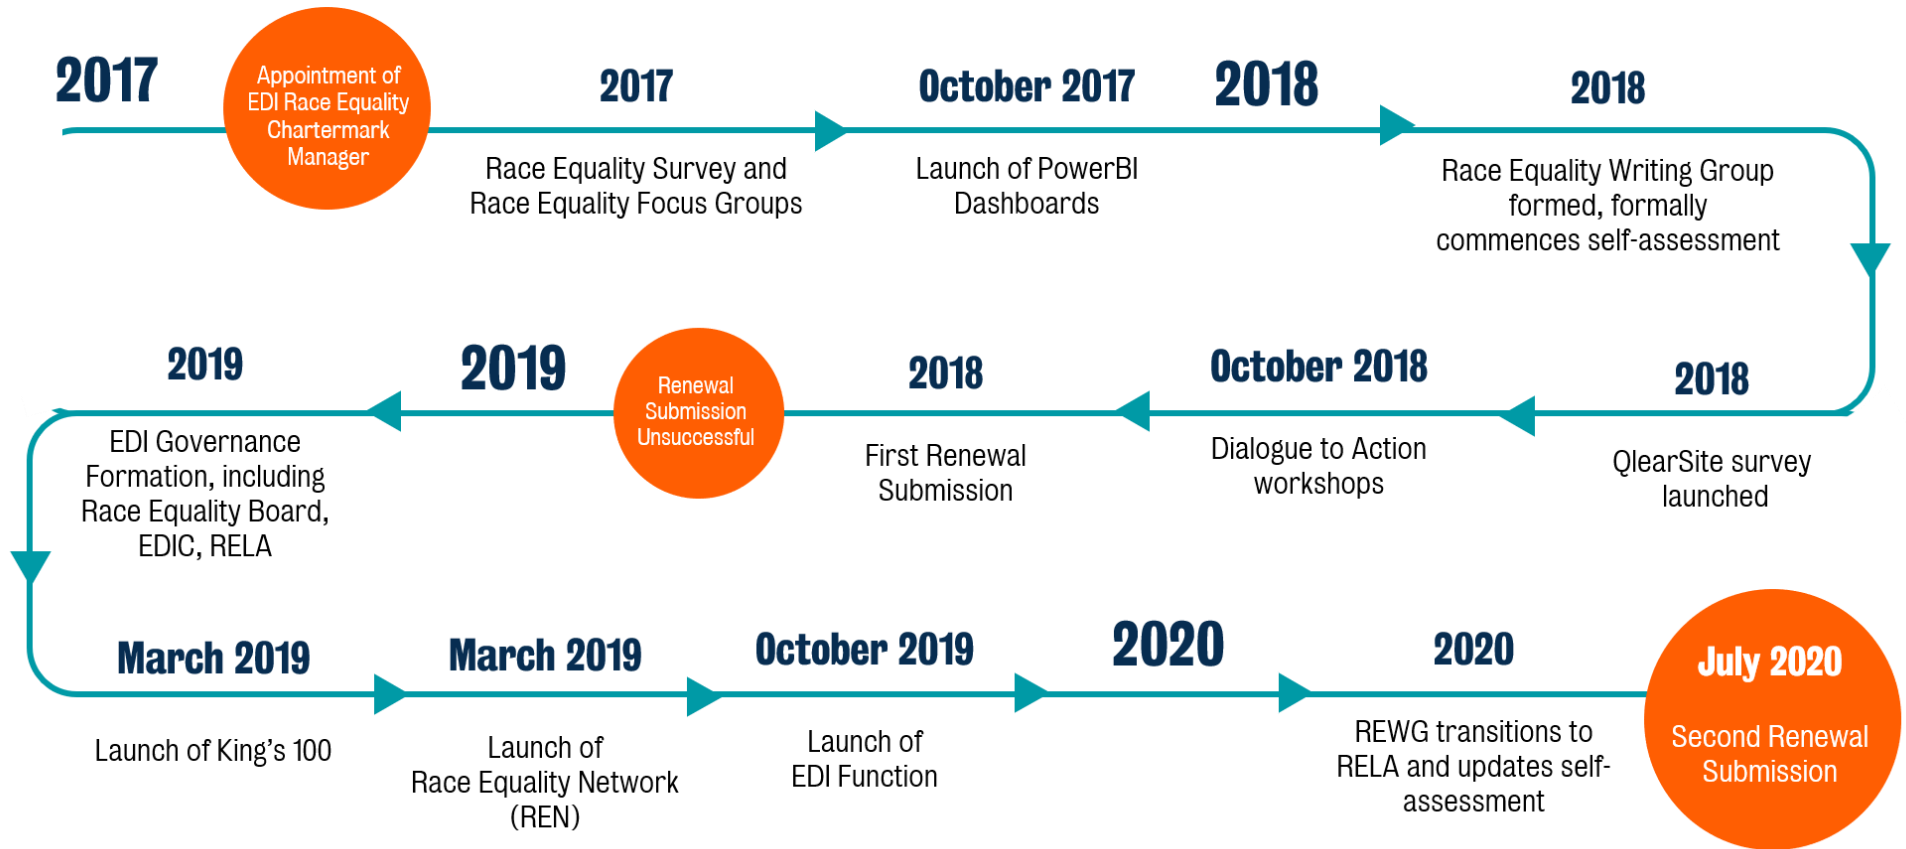 2017
Appointment of
EDI Race Equality
Chartermark
Manager
2017
Race Equality Survey and
Race Equality Focus Groups
October 2017
Launch of PowerBI
Dashboards
2018
2018
Race Equality Writing Group
formed, formally
commences self-assessment
2018
QlearSite survey
launched
October 2018
Dialogue to Action
workshops
2018
First Renewal
Submission
Renewal
Submission
Unsuccessful
2019
2019
EDI Governance
Formation, including
Race Equality Board,
EDIC, RELA
March 2019
Launch of King's 100
March 2019
Launch of
Race Equality Network
(REN)
October 2019
Launch of
EDI Function
2020
2020
REWG transitions to
RELA and updates self-
assessment
July 2020
Second Renewal
Submission